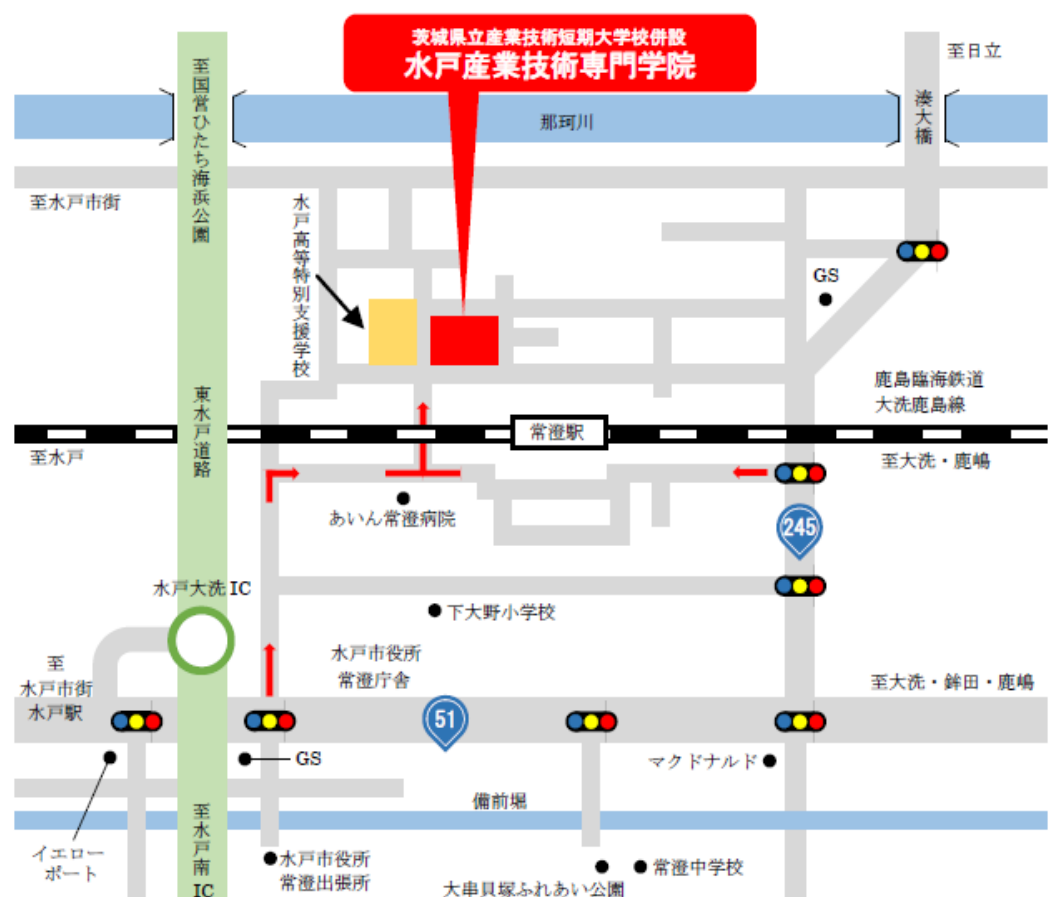 茨城県立産業技術短期大学校併設
水戸産業技術専門学院
至日立
至国営ひたち海浜公園
那珂川
湊大橋
至水戸市街
水戸高等特別支援学校
GS
東水戸道路
鹿島臨海鉄道
大洗鹿島線
常澄駅
至水戸
至大洗・鹿嶋
あいん常澄病院
245
水戸大洗IC
下大野小学校
至
水戸市街
水戸駅
水戸市役所
常澄庁舎
至大洗・鉾田・鹿嶋
51
GS
マクドナルド
備前堀
至水戸南IC
イエロー
ポート
水戸市役所
常澄出張所
常澄中学校
大串貝塚ふれあい公園